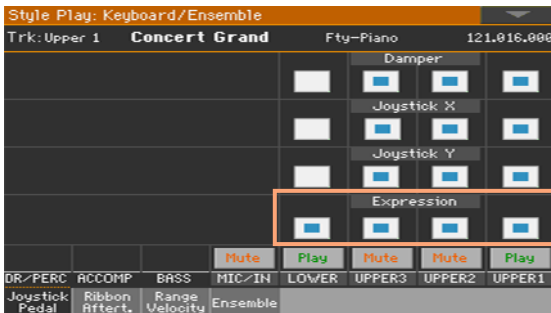 Style Play: Keyboard/Ensemble
Trk: Upper 1 Concert Grand Fty-Piano 121.016.000
Damper
Joystick X
Joystick Y
Expression
Mute Play Mute Mute Play
DR/PERC ACCOMP BASS MIC/IN LOWER UPPER3 UPPER2 UPPER1
Joystick Ribbon Range Ensemble
Pedal Aftert. Velocity